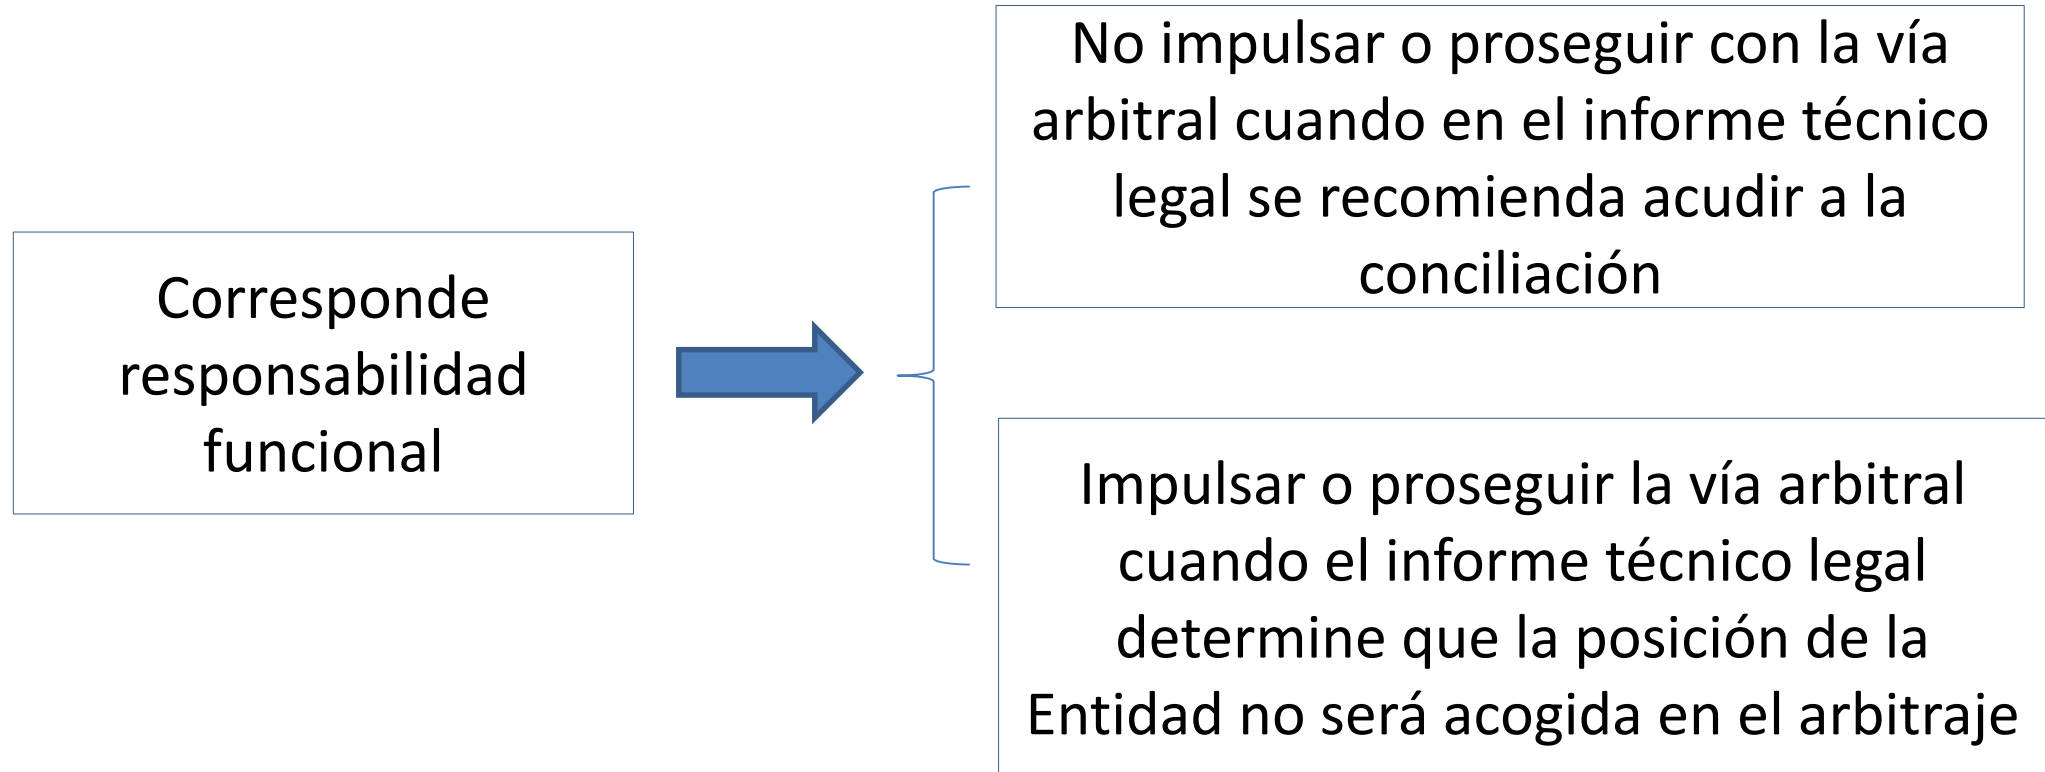 Corresponde
responsabilidad
funcional
No impulsar o proseguir con la vía
arbitral cuando en el informe técnico
legal se recomienda acudir a la
conciliación
Impulsar o proseguir la vía arbitral
cuando el informe técnico legal
determine que la posición de la
Entidad no será acogida en el arbitraje